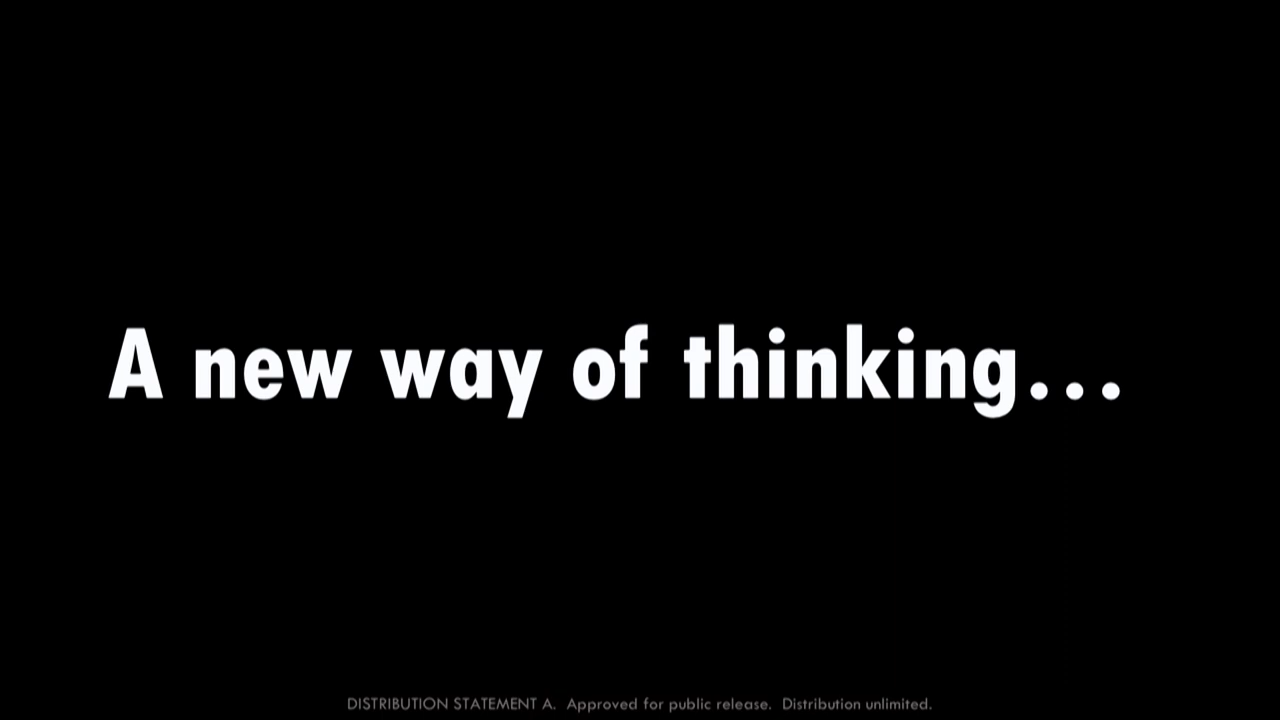 A new way of thinking...
DISTRIBUTION STATEMENT A.  Approved for public release.  Distribution unlimited.